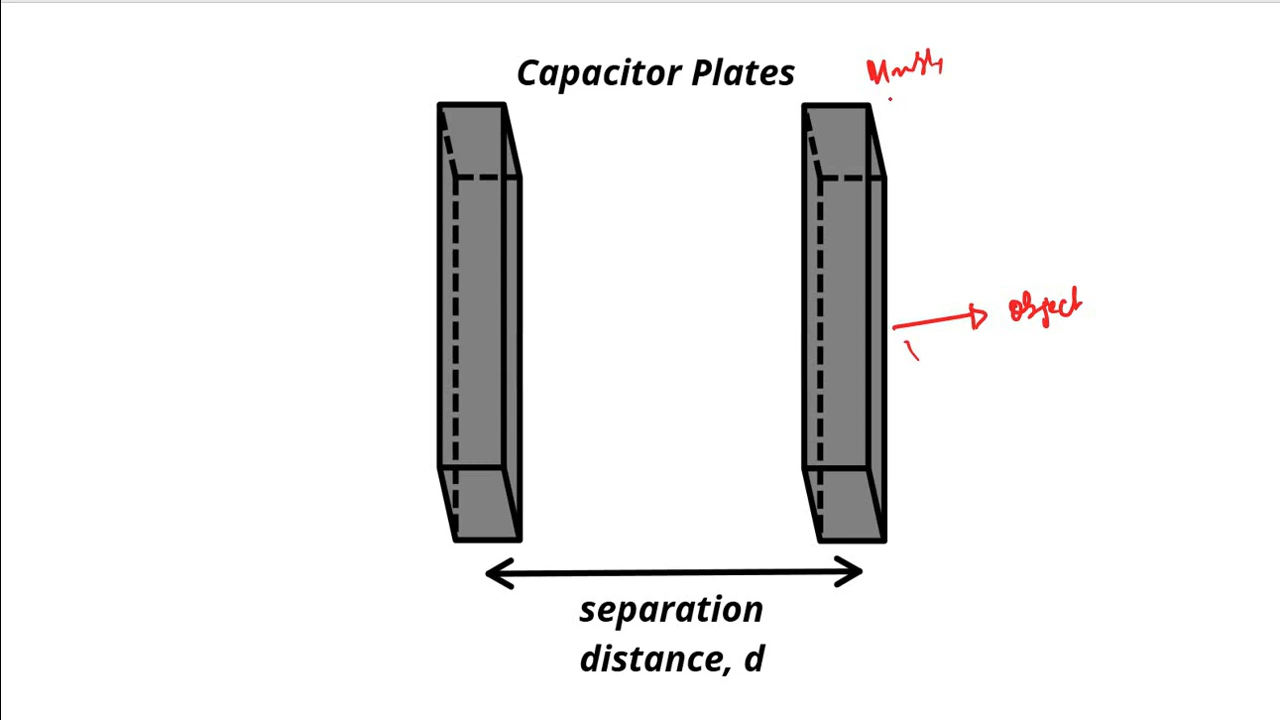 Capacitor Plates
object
separation
distance, d